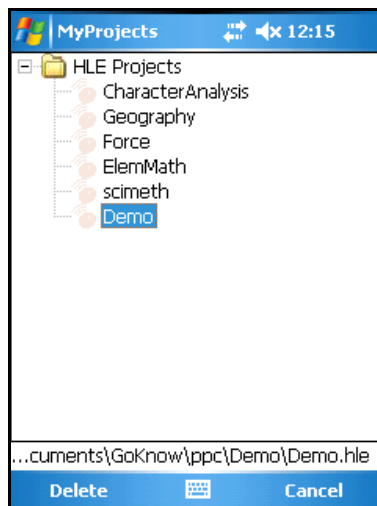 MyProjects 12:15
HLE Projects
CharacterAnalysis
Geography
Force
ElemMath
scimeth
Demo
...cuments\GoKnow\ppc\Demo\Demo.hle
Delete Cancel